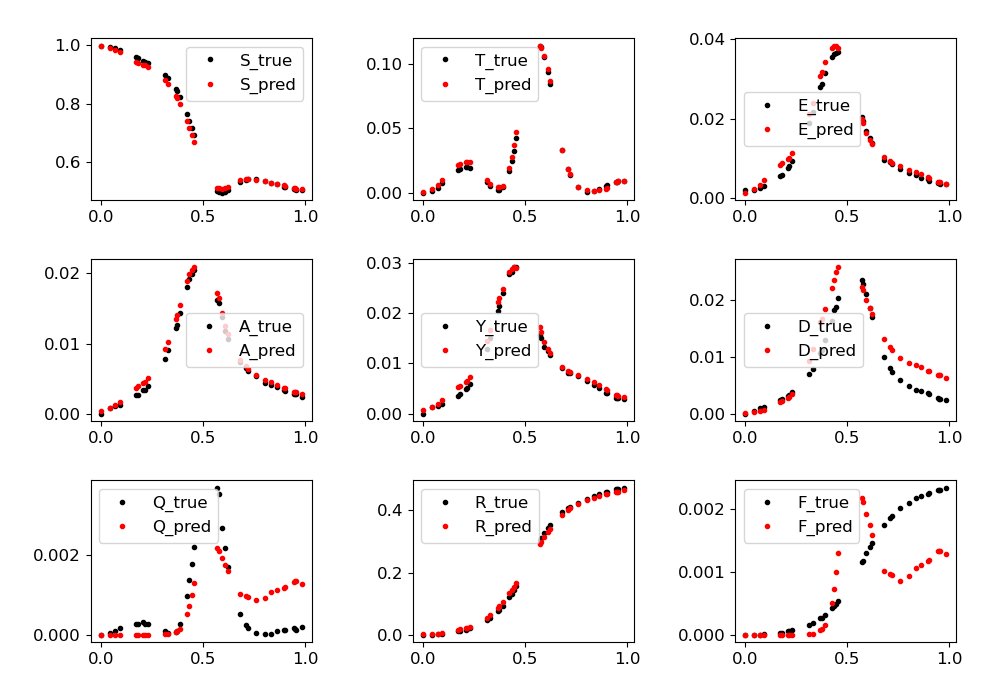 1.0
0.8
0.6
0.0 0.5 1.0
S_true
S_pred
0.10
0.05
0.00
0.0 0.5 1.0
T_true
T_pred
0.04
0.02
0.00
0.0 0.5 1.0
E_true
E_pred
0.02
0.01
0.00
0.0 0.5 1.0
A_true
A_pred
0.03
0.02
0.01
0.00
0.0 0.5 1.0
Y_true
Y_pred
0.02
0.01
0.00
0.0 0.5 1.0
D_true
D_pred
0.002
0.000
0.0 0.5 1.0
Q_true
Q_pred
0.4
0.2
0.0
0.0 0.5 1.0
R_true
R_pred
0.002
0.001
0.000
0.0 0.5 1.0
F_true
F_pred